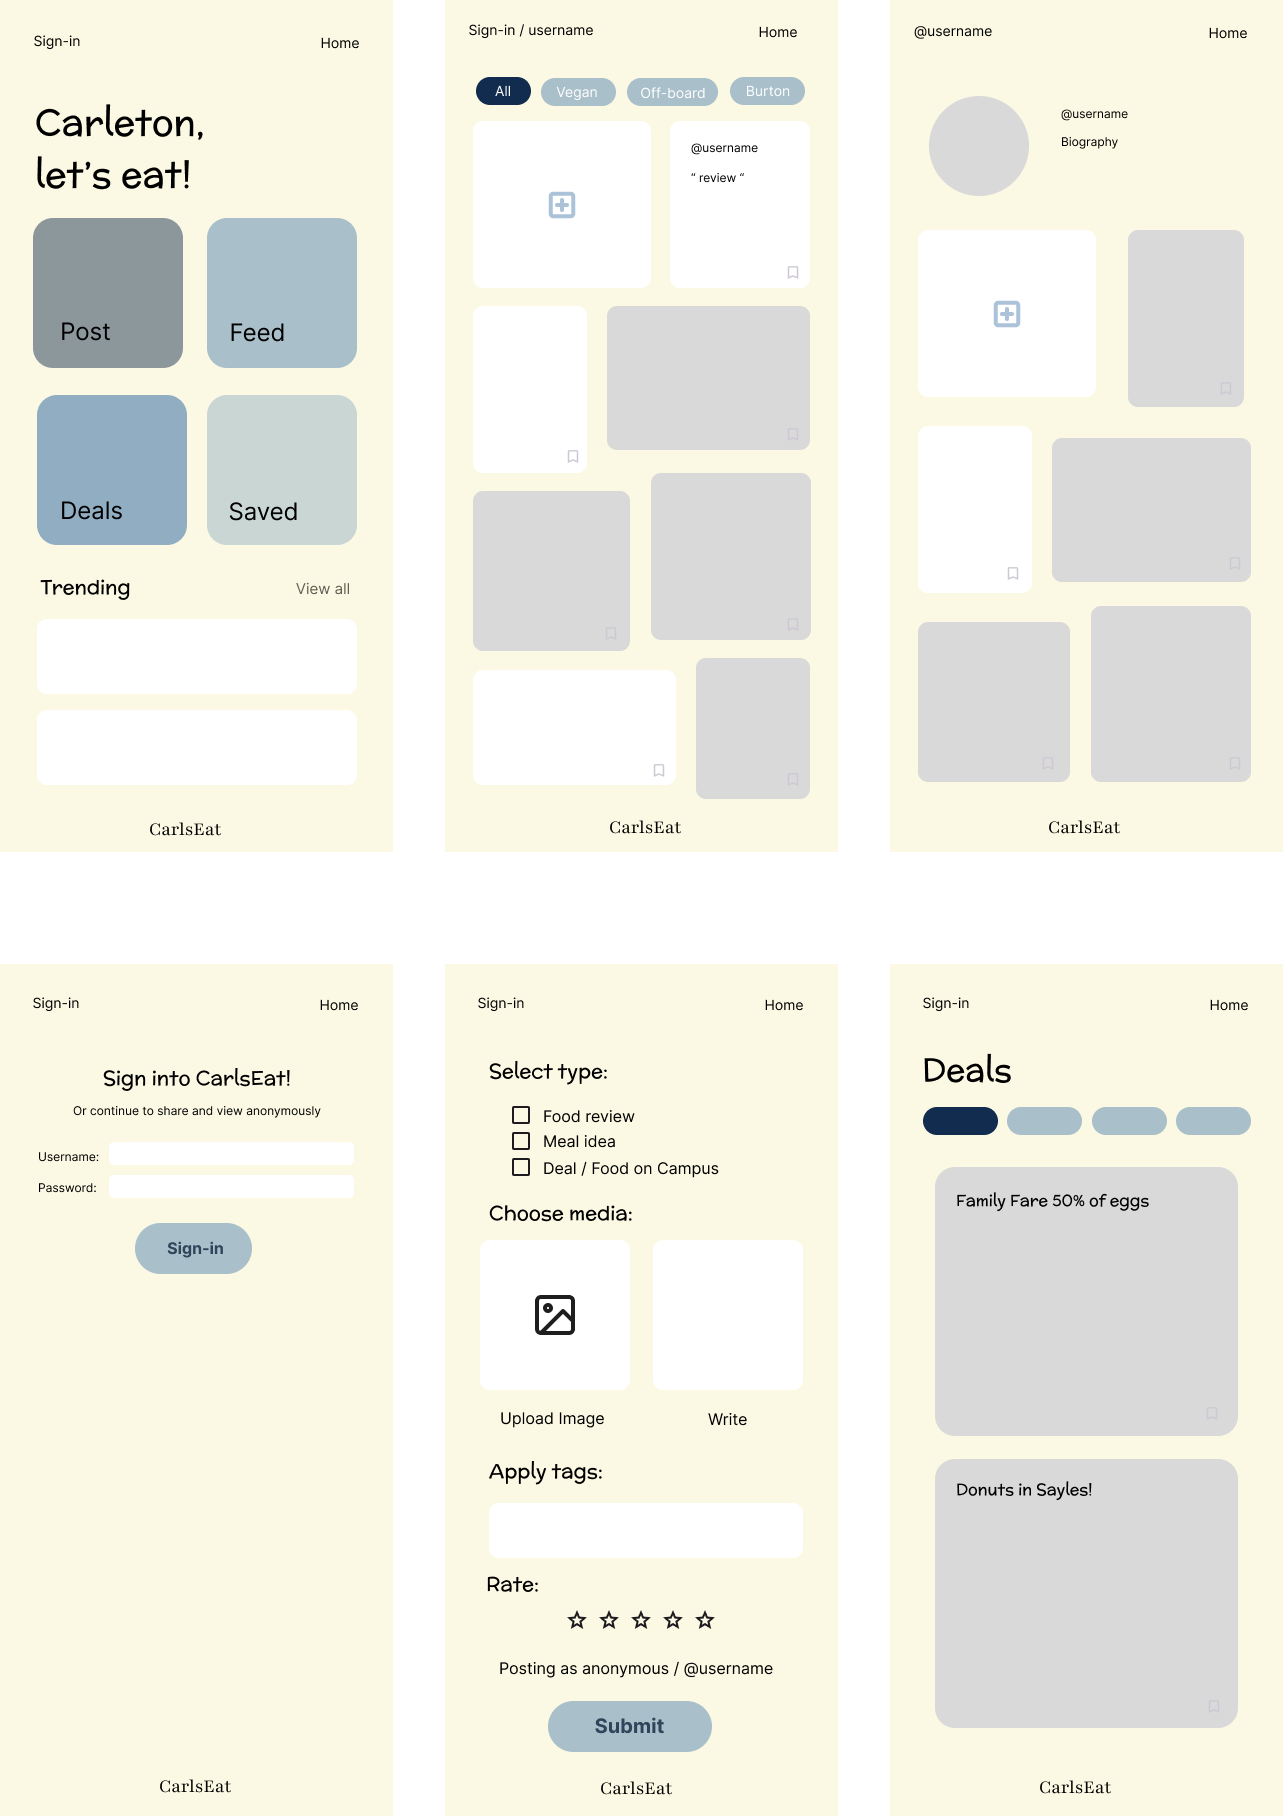 Sign-in
Home
Carleton,
let's eat!
Post
Feed
Deals
Saved
Trending
View all
CarlsEat
Sign-in / username
Home
All
Vegan
Off-board
Burton
@username
“ review “
CarlsEat
@username
Home
@username
Biography
CarlsEat
Sign-in
Home
Sign into CarlsEat!
Or continue to share and view anonymously
Username:
Password:
Sign-in
CarlsEat
Sign-in
Home
Select type:
Food review
Meal idea
Deal / Food on Campus
Choose media:
Upload Image
Write
Apply tags:
Rate:
Posting as anonymous / @username
Submit
CarlsEat
Sign-in
Home
Deals
Family Fare 50% of eggs
Donuts in Sayles!
CarlsEat